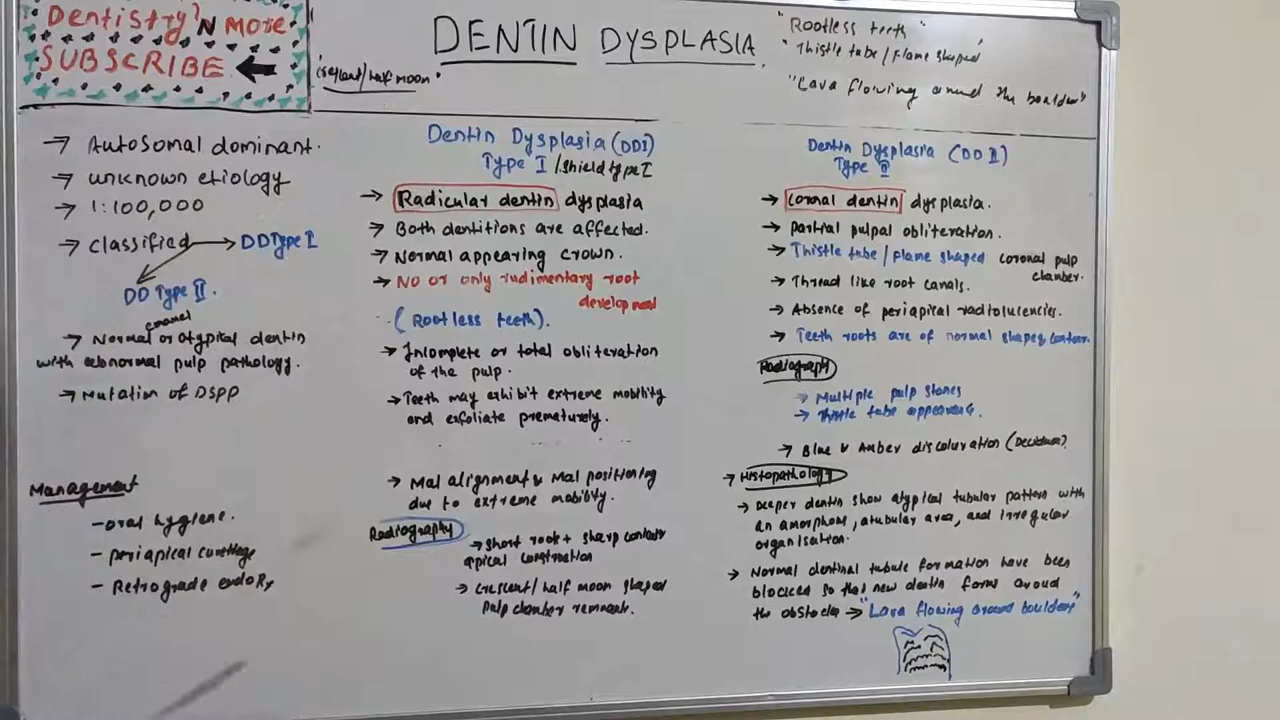 Dentistry'N More
SUBSCRIBE
DENTIN DYSPLASIA
"Rootless teeth"
"Thistle tube/Flame shaped"
"Lava flowing around the boulders"
/half moon"
→ Autosomal dominant.
→ unknown etiology
→ 1:100,000
→ classified → DD Type I
DD Type II.
enamel
→ Normal or atypical dentin
with abnormal pulp pathology.
→ Mutation of DSPP
Management
- oral hygiene.
- periapical curettage
- Retrograde endo Rx
Dentin Dysplasia (DDI)
Type I /shield type I
→ Radicular dentin dysplasia
→ Both dentitions are affected.
→ Normal appearing crown.
→ No or only rudimentary root
development
(Rootless teeth).
→ Incomplete or total obliteration
of the pulp.
→ Teeth may exhibit extreme mobility
and exfoliate prematurely.
→ Mal alignment & Mal positioning
due to extreme mobility.
Radiography
→ short root + sharp
apical construction
→ crescent/half moon shaped
pulp chamber remnants.
Dentin Dysplasia (DD II)
Type II
→ Coronal dentin dysplasia.
→ partial pulpal obliteration.
→ Thistle tube/Flame shaped coronal pulp
chamber.
→ Thread like root canals.
→ Absence of periapical radiolucencies.
→ Teeth roots are of normal shape &
Radiograph
→ Multiple pulp stones
→ Thistle tube appearance.
→ Blue & Amber discoluration (Deciduous)
→ Histopathology
→ Deeper dentin show atypical tubular pattern with
an amorphous, atubular area, and irregular
organisation.
→ Normal dentinal tubule formation have been
blocked so that new dentin forms around
the obstacles → "Lava flowing around boulders"